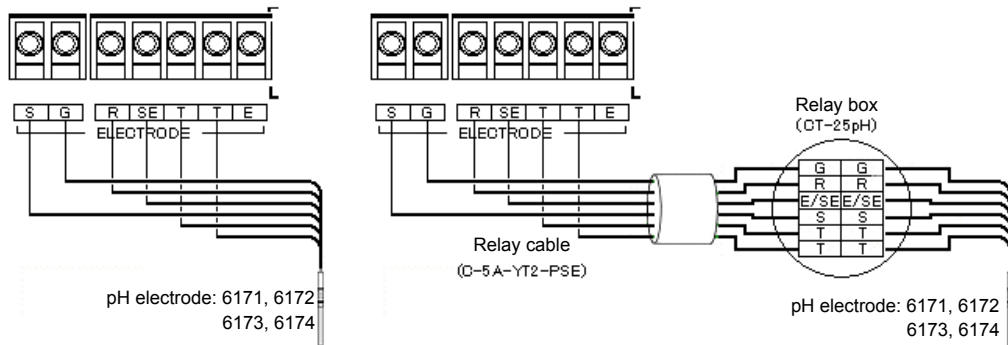 S G R SE T T E
ELECTRODE
pH electrode: 6171, 6172
6173, 6174
S G R SE T T E
ELECTRODE
Relay cable
(C-5A-YT2-PSE)
Relay box
(CT-25pH)
G G
R R
E/SE E/SE
S S
T T
T T
pH electrode: 6171, 6172
6173, 6174